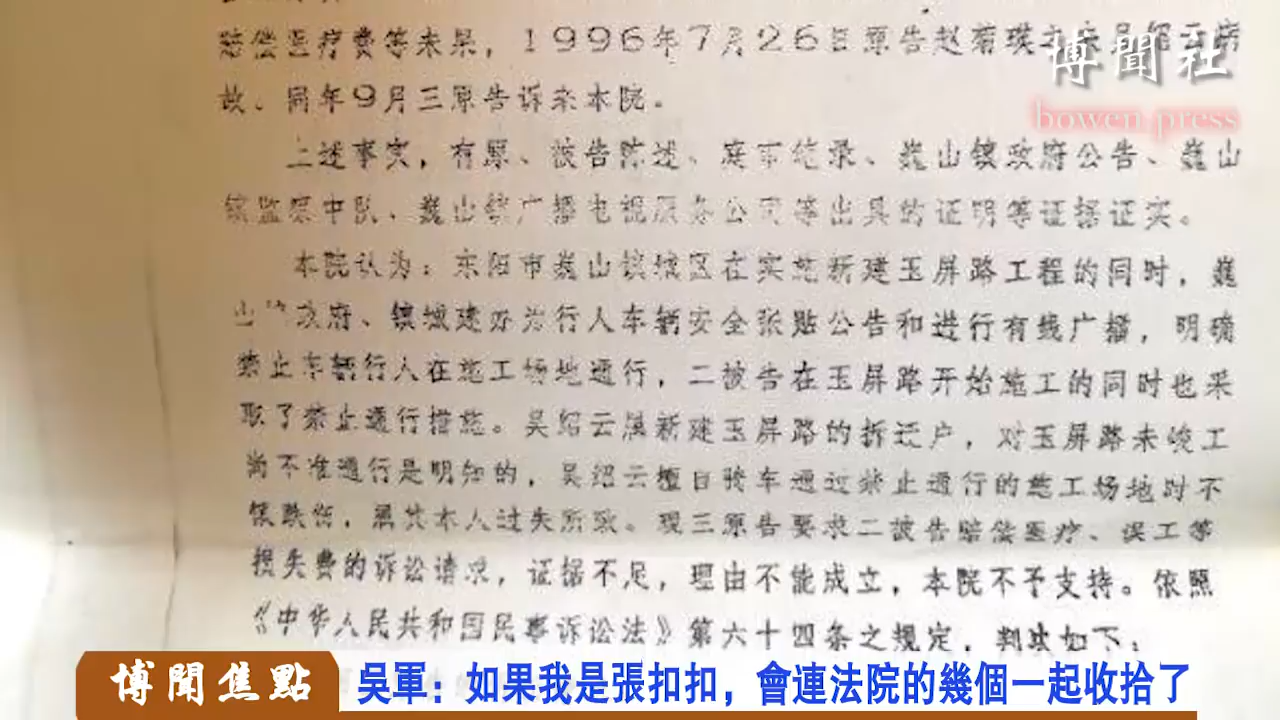 赔偿医疗费等未果，1996年7月26日原告赵菊瑛之夫吴绍云病
故、同年9月三原告诉来本院。
上述事实，有原、被告陈述、庭审笔录、巍山镇政府公告、巍山
镇监察中队、巍山镇广播电视服务公司等出具的证明等证据证实。
本院认为：东阳市巍山镇城区在实施新建玉屏路工程的同时，巍
山镇政府、镇城建办为行人车辆安全张贴公告和进行有线广播，明确
禁止车辆行人在施工场地通行，二被告在玉屏路开始施工的同时也采
取了禁止通行措施。吴绍云属新建玉屏路的拆迁户，对玉屏路未峻工
尚不准通行是明知的，吴绍云擅自骑车通过禁止通行的施工场地时不
慎跌伤，属其本人过失所致。现三原告要求二被告赔偿医疗、误工等
损失费的诉讼请求，证据不足，理由不能成立，本院不予支持。依照
《中华人民共和国民事诉讼法》第六十四条之规定，判决如下：
博聞社
bowen.press
博聞焦點
吳軍：如果我是張扣扣，會連法院的幾個一起收拾了